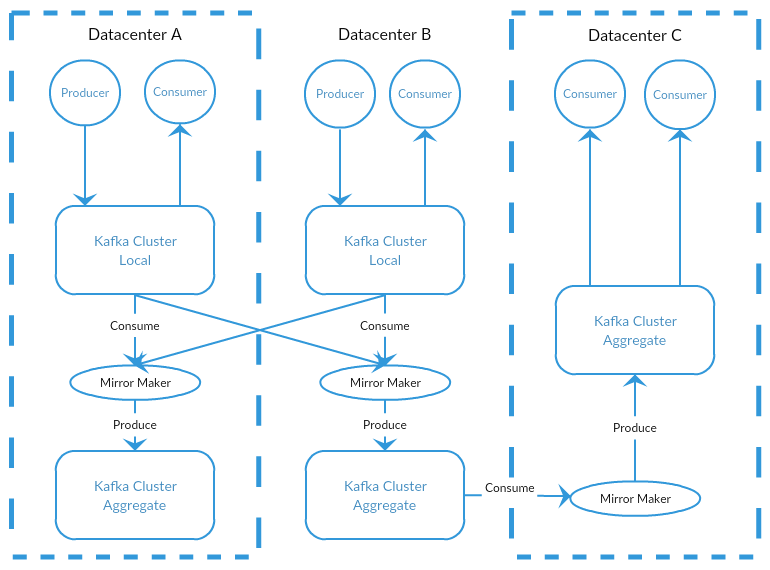 Datacenter A
Datacenter B
Datacenter C
Producer
Consumer
Producer
Consumer
Consumer
Consumer
Kafka Cluster
Local
Kafka Cluster
Local
Kafka Cluster
Aggregate
Consume
Consume
Mirror Maker
Mirror Maker
Produce
Produce
Produce
Kafka Cluster
Aggregate
Kafka Cluster
Aggregate
Consume
Mirror Maker